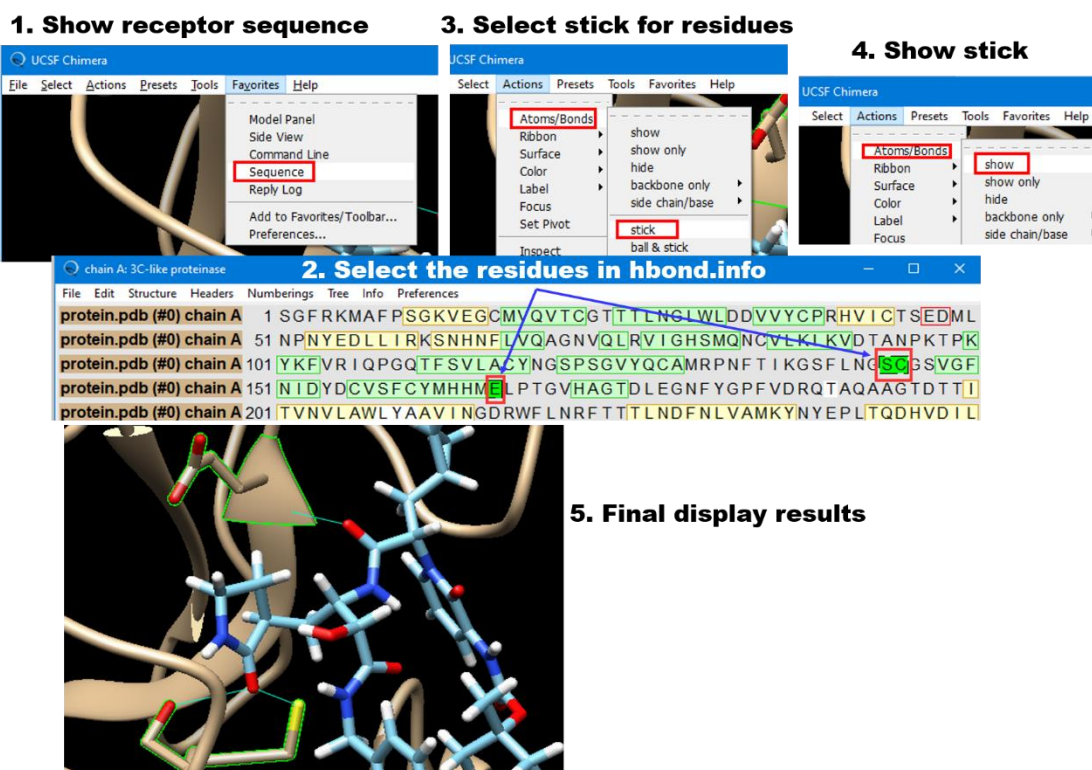 1. Show receptor sequence
UCSF Chimera
File Select Actions Presets Tools Favorites Help
Model Panel
Side View
Command Line
Sequence
Reply Log
Add to Favorites/Toolbar...
Preferences...
3. Select stick for residues
UCSF Chimera
Select Actions Presets Tools Favorites Help
Atoms/Bonds
Ribbon
Surface
Color
Label
Focus
Set Pivot
Inspect
show
show only
hide
backbone only
side chain/base
stick
ball & stick
4. Show stick
UCSF Chimera
Select Actions Presets Tools Favorites Help
Atoms/Bonds
Ribbon
Surface
Color
Label
Focus
show
show only
hide
backbone only
side chain/base
chain A: 3C-like proteinase
2. Select the residues in hbond.info
File Edit Structure Headers Numberings Tree Info Preferences
protein.pdb (#0) chain A 1 SGFRKMAFPSGKVEGCMVQVTCGTTTLNGLWLDDVVYCPRHVICTSEDML
protein.pdb (#0) chain A 51 NPNYEDLLIRKSNHNFLVQAGNVQLRVIGHSMQNCVLKLKVDTANPKTPK
protein.pdb (#0) chain A 101 YKFVRIQPGQTFSVLACYNGSPSGVYQCAMRPNFTIKGSFLNGSCGSVGF
protein.pdb (#0) chain A 151 NIDYDCVSFCYMHHMELPTGVHAGTDLEGNFYGPFVDRQTAQAAGTDTTI
protein.pdb (#0) chain A 201 TVNVLAWLYAAVINGDRWFLNRFTTTLNDFNLVAMKYNYEPLTQDHVDIL
5. Final display results